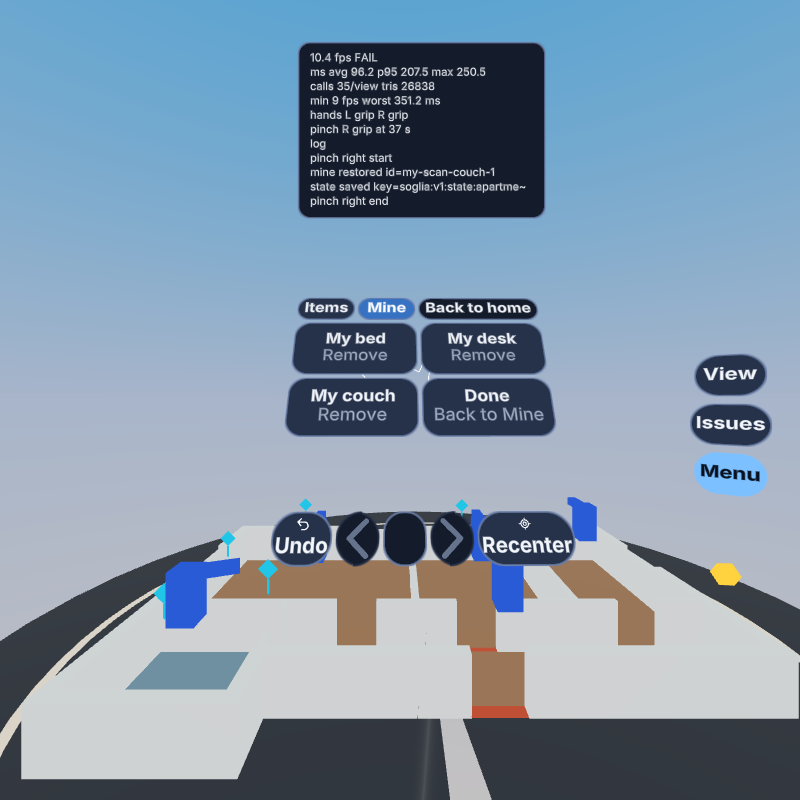 10.4 fps FAIL
ms avg 96.2 p95 207.5 max 250.5
calls 35/view tris 26838
min 9 fps worst 351.2 ms
hands L grip R grip
pinch R grip at 37 s
log
pinch right start
mine restored id=my-scan-couch-1
state saved key=soglia:v1:state:apartme~
pinch right end
Items Mine Back to home
My bed My desk
Remove Remove
My couch Done
Remove Back to Mine
View
Issues
Menu
Undo Recenter